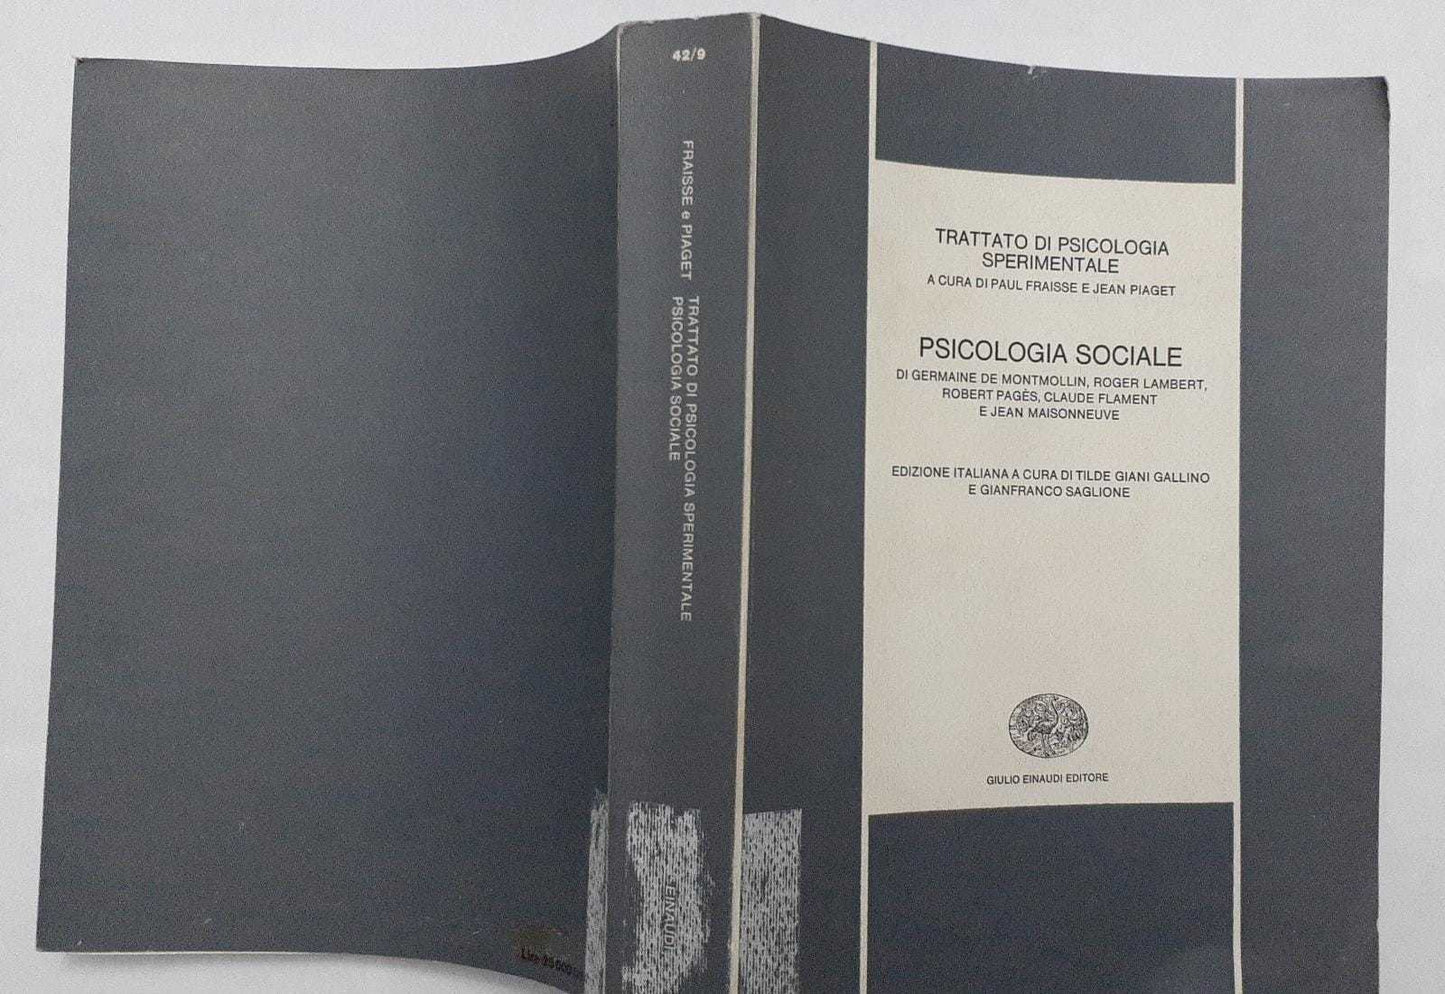 42/9
FRAISSE e PIAGET
TRATTATO DI PSICOLOGIA SPERIMENTALE
PSICOLOGIA SOCIALE
EINAUDI
TRATTATO DI PSICOLOGIA
SPERIMENTALE
A CURA DI PAUL FRAISSE E JEAN PIAGET
PSICOLOGIA SOCIALE
DI GERMAINE DE MONTMOLLIN, ROGER LAMBERT,
ROBERT PAGÈS, CLAUDE FLAMENT
E JEAN MAISONNEUVE
EDIZIONE ITALIANA A CURA DI TILDE GIANI GALLINO
E GIANFRANCO SAGLIONE
GIULIO EINAUDI EDITORE
Lire